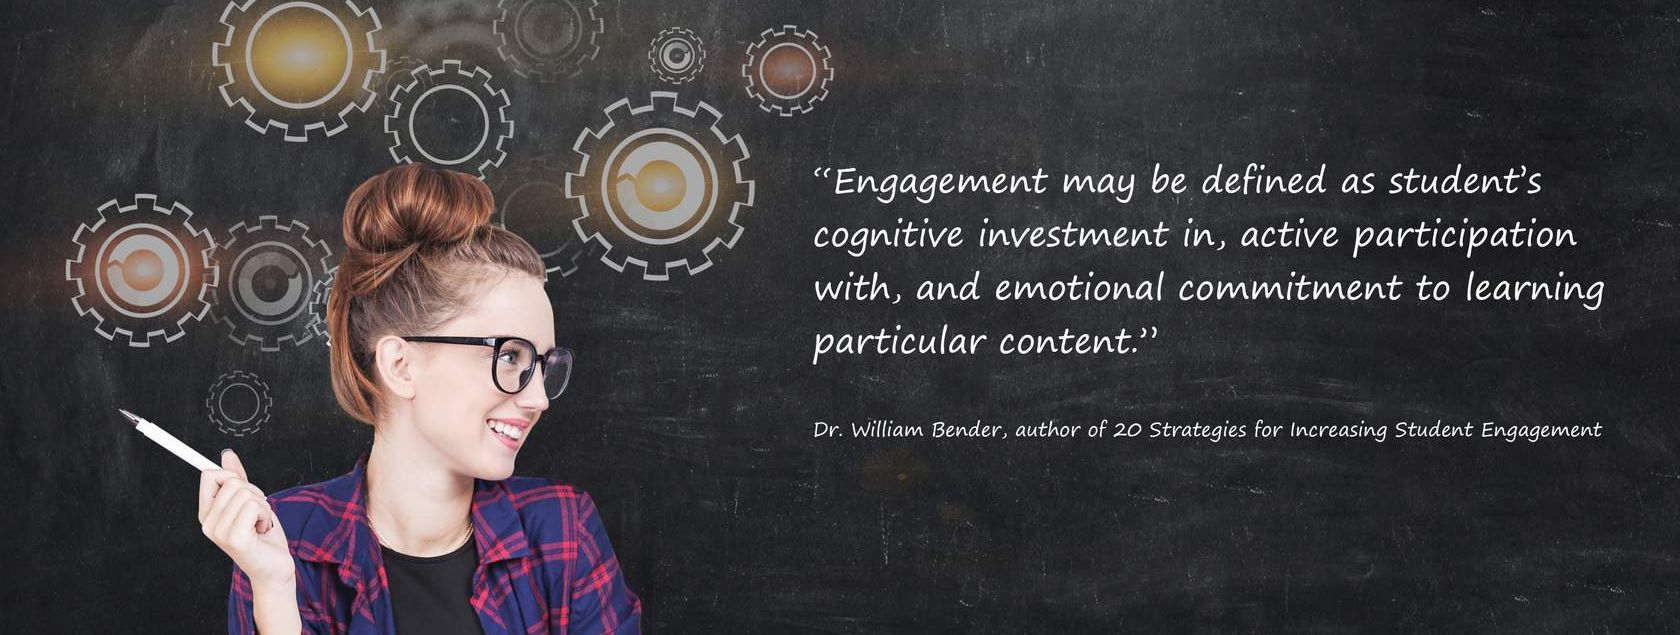 “Engagement may be defined as student’s
cognitive investment in, active participation
with, and emotional commitment to learning
particular content.”
Dr. William Bender, author of 20 Strategies for Increasing Student Engagement